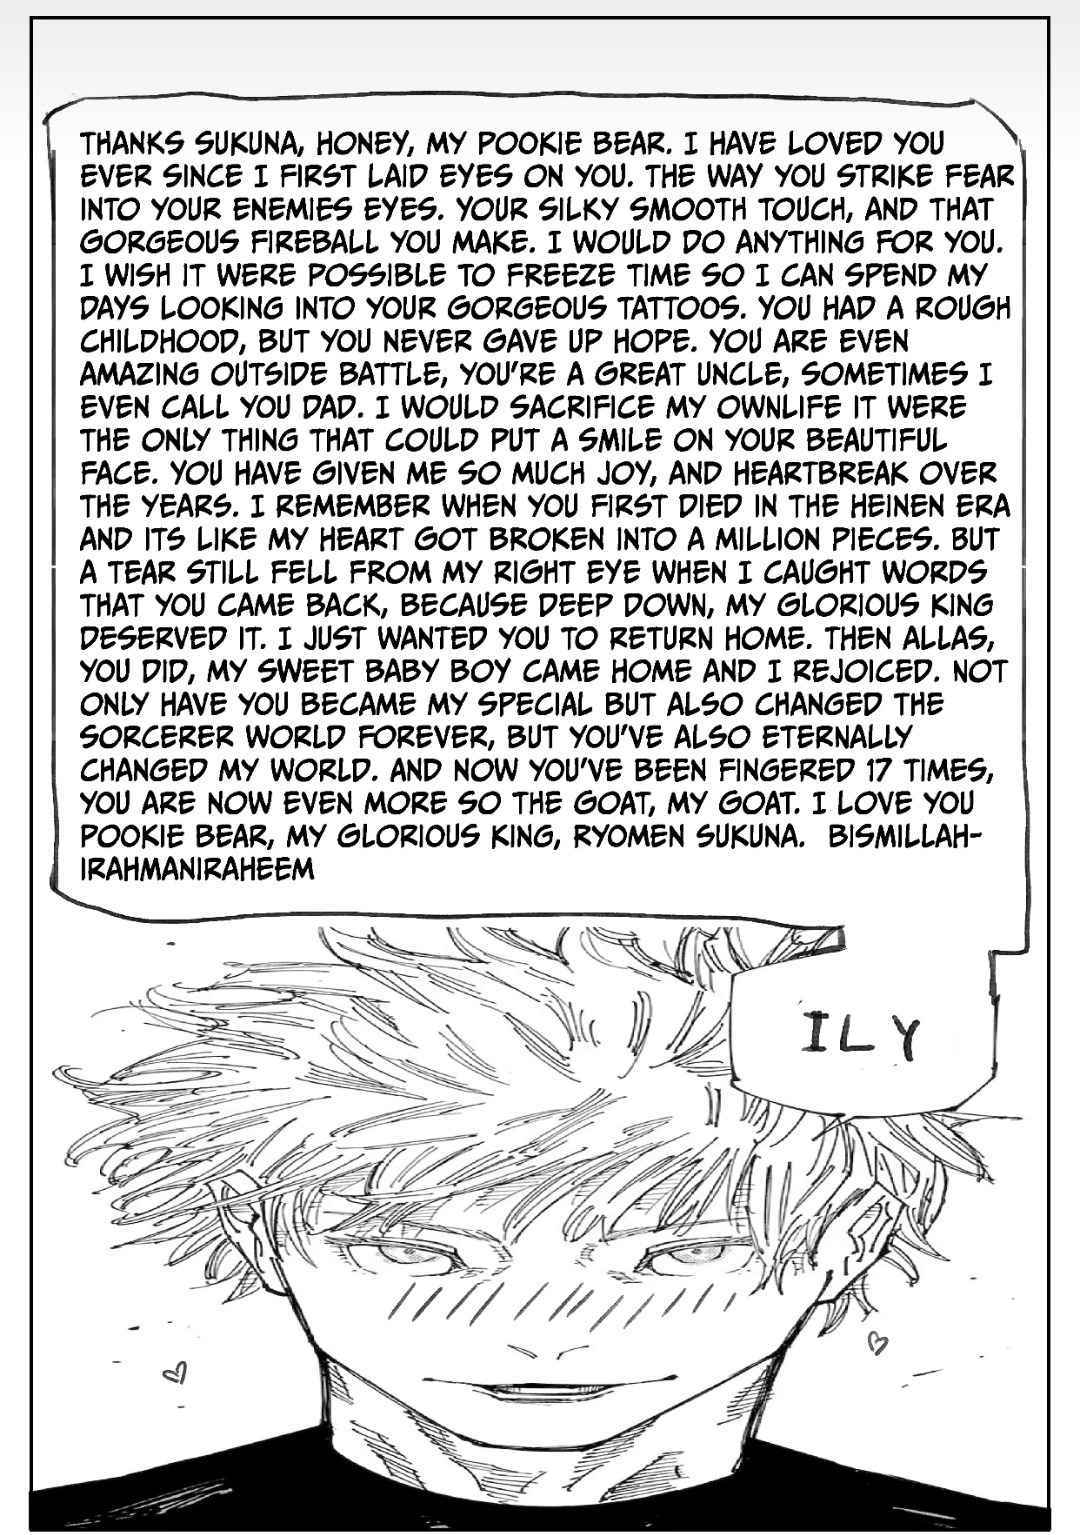 THANKS SUKUNA, HONEY, MY POOKIE BEAR. I HAVE LOVED YOU
EVER SINCE I FIRST LAID EYES ON YOU. THE WAY YOU STRIKE FEAR
INTO YOUR ENEMIES EYES. YOUR SILKY SMOOTH TOUCH, AND THAT
GORGEOUS FIREBALL YOU MAKE. I WOULD DO ANYTHING FOR YOU.
I WISH IT WERE POSSIBLE TO FREEZE TIME SO I CAN SPEND MY
DAYS LOOKING INTO YOUR GORGEOUS TATTOOS. YOU HAD A ROUGH
CHILDHOOD, BUT YOU NEVER GAVE UP HOPE. YOU ARE EVEN
AMAZING OUTSIDE BATTLE, YOU'RE A GREAT UNCLE, SOMETIMES I
EVEN CALL YOU DAD. I WOULD SACRIFICE MY OWNLIFE IT WERE
THE ONLY THING THAT COULD PUT A SMILE ON YOUR BEAUTIFUL
FACE. YOU HAVE GIVEN ME SO MUCH JOY, AND HEARTBREAK OVER
THE YEARS. I REMEMBER WHEN YOU FIRST DIED IN THE HEINEN ERA
AND ITS LIKE MY HEART GOT BROKEN INTO A MILLION PIECES. BUT
A TEAR STILL FELL FROM MY RIGHT EYE WHEN I CAUGHT WORDS
THAT YOU CAME BACK, BECAUSE DEEP DOWN, MY GLORIOUS KING
DESERVED IT. I JUST WANTED YOU TO RETURN HOME. THEN ALLAS,
YOU DID, MY SWEET BABY BOY CAME HOME AND I REJOICED. NOT
ONLY HAVE YOU BECAME MY SPECIAL BUT ALSO CHANGED THE
SORCERER WORLD FOREVER, BUT YOU'VE ALSO ETERNALLY
CHANGED MY WORLD. AND NOW YOU'VE BEEN FINGERED 17 TIMES,
YOU ARE NOW EVEN MORE SO THE GOAT, MY GOAT. I LOVE YOU
POOKIE BEAR, MY GLORIOUS KING, RYOMEN SUKUNA.  BISMILLAH-
IRAHMANIRAHEEM
ILY